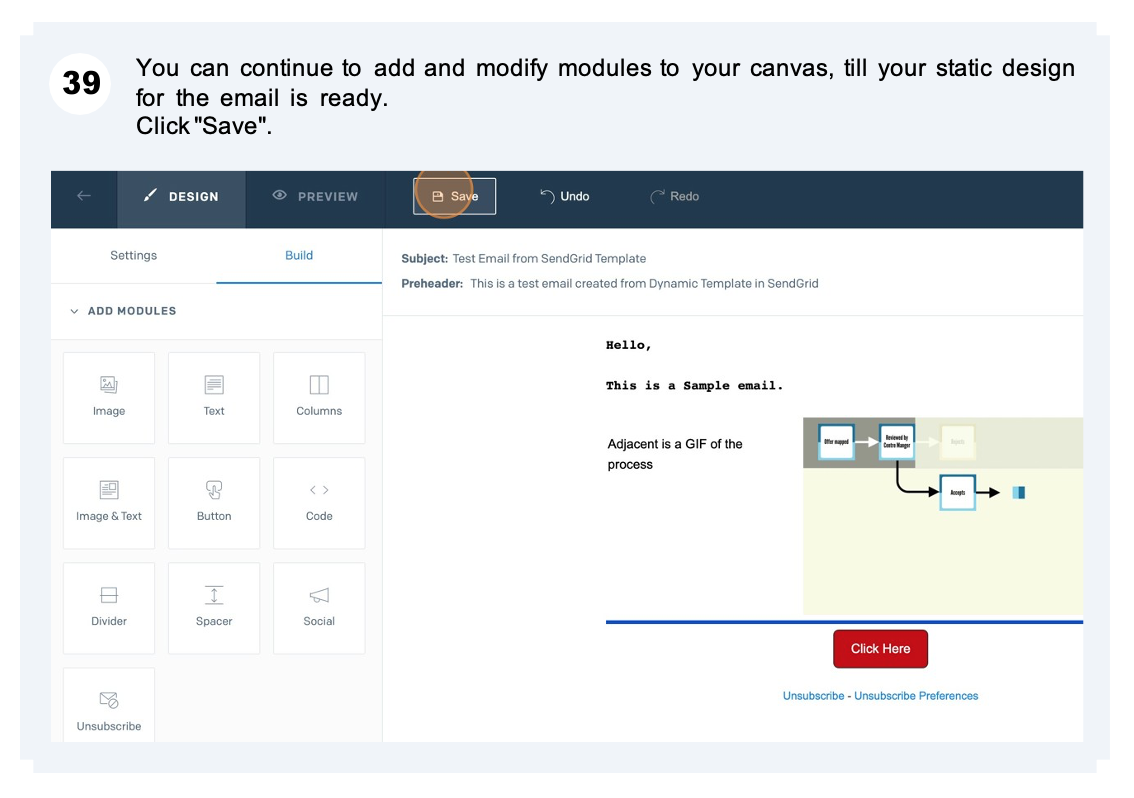 39
You can continue to add and modify modules to your canvas, till your static design
for the email is ready.
Click "Save".
DESIGN
PREVIEW
Save
Undo
Redo
Settings
Build
ADD MODULES
Image
Text
Columns
Image & Text
Button
Code
Divider
Spacer
Social
Unsubscribe
Subject: Test Email from SendGrid Template
Preheader: This is a test email created from Dynamic Template in SendGrid
Hello,
This is a Sample email.
Adjacent is a GIF of the
process
Offer mapped
Reviewed by
Centre Manger
Accepts
Click Here
Unsubscribe - Unsubscribe Preferences